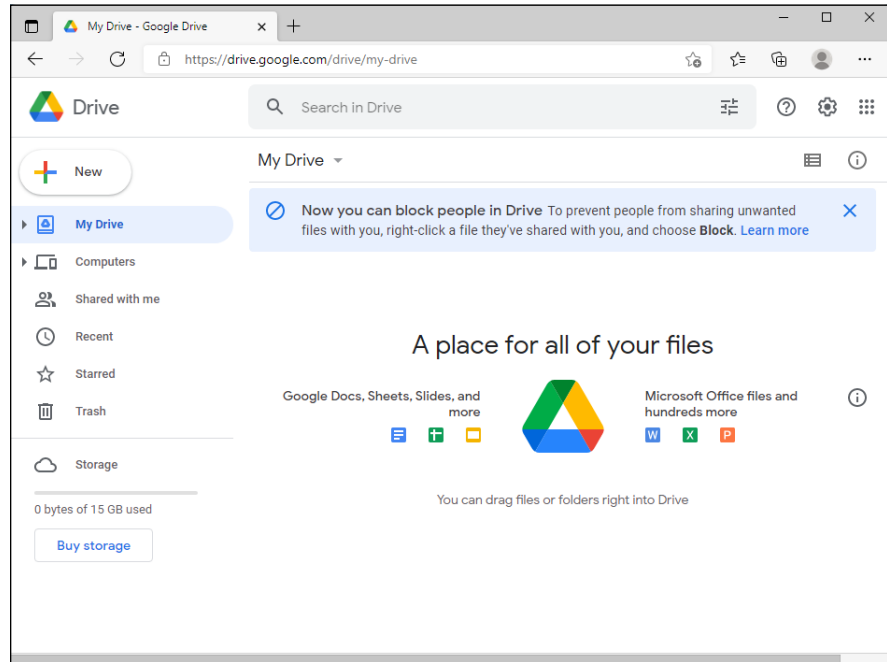 My Drive - Google Drive
https://drive.google.com/drive/my-drive
Drive
Search in Drive
New
My Drive
Now you can block people in Drive To prevent people from sharing unwanted
files with you, right-click a file they've shared with you, and choose Block. Learn more
My Drive
Computers
Shared with me
Recent
Starred
Trash
Storage
0 bytes of 15 GB used
Buy storage
A place for all of your files
Google Docs, Sheets, Slides, and
more
Microsoft Office files and
hundreds more
W
X
P
You can drag files or folders right into Drive